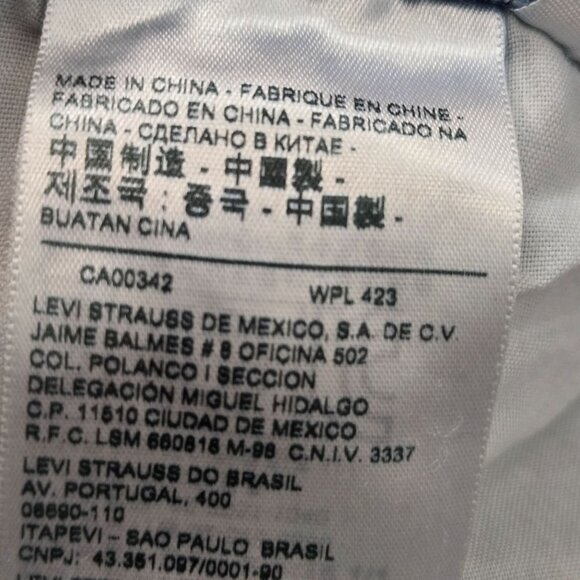 MADE IN CHINA - FABRIQUE EN CHINE -
FABRICADO EN CHINA - FABRICADO NA
CHINA - СДЕЛАНО В КИТАЕ -
中国制造 - 中國製 -
제조국 : 중국 - 中国製 -
BUATAN CINA
CA00342 WPL 423
LEVI STRAUSS DE MEXICO, S.A. DE C.V.
JAIME BALMES # 8 OFICINA 502
COL. POLANCO I SECCION
DELEGACIÓN MIGUEL HIDALGO
C.P. 11510 CIUDAD DE MEXICO
R.F.C. LSM 660816 M-98 C.N.I.V. 3337
LEVI STRAUSS DO BRASIL
AV. PORTUGAL, 400
06690-110
ITAPEVI - SAO PAULO BRASIL
CNPJ: 43.351.097/0001-90